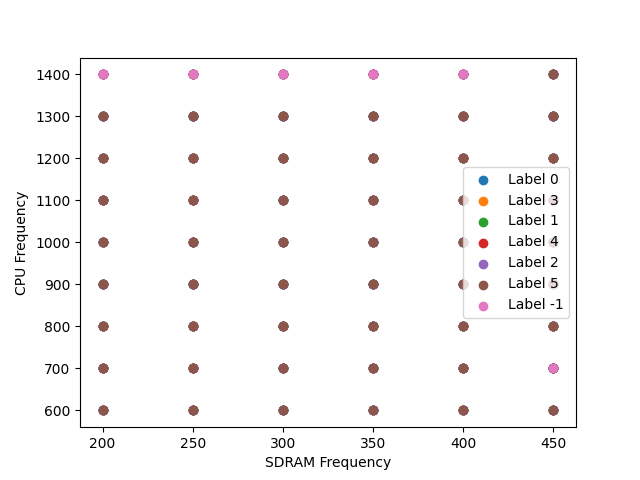 1400
1300
1200
1100
1000
900
800
700
600
CPU Frequency
200 250 300 350 400 450
SDRAM Frequency
Label 0
Label 3
Label 1
Label 4
Label 2
Label 5
Label -1